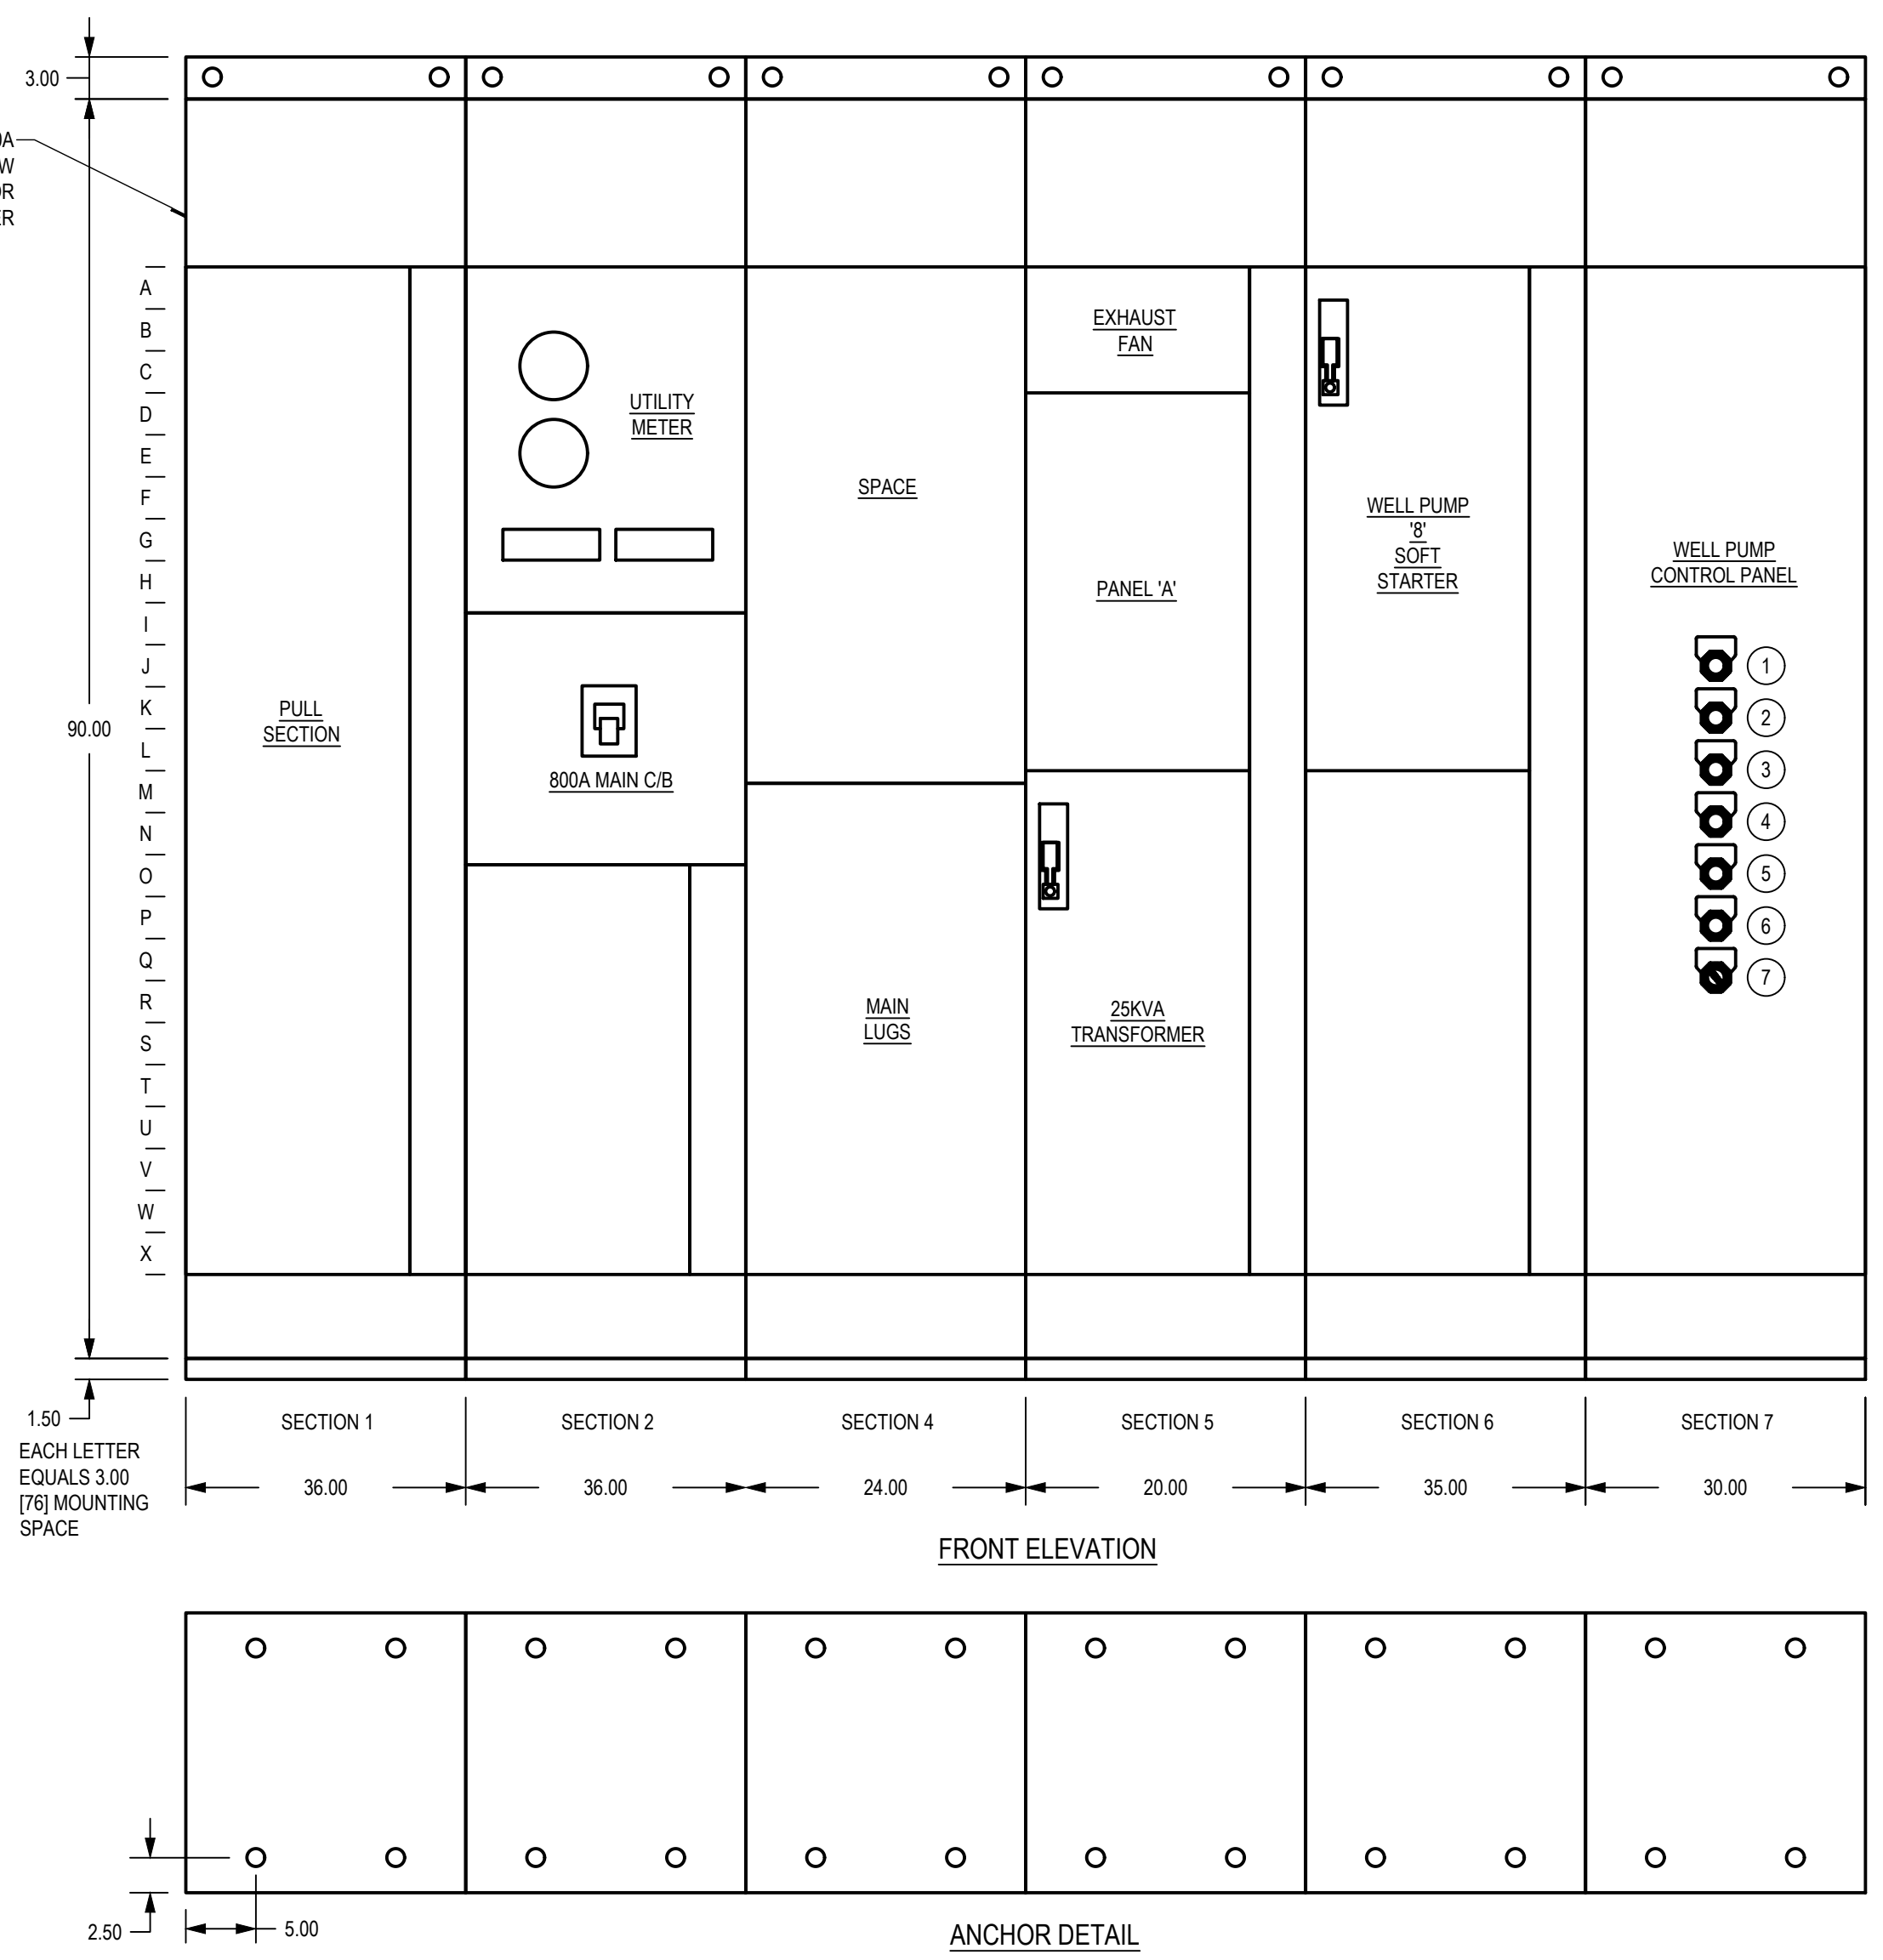 3.00
W
A
B
C
D
E
F
G
H
I
J
K
L
M
N
O
P
Q
R
S
T
U
V
W
X
90.00
1.50
EACH LETTER
EQUALS 3.00
[76] MOUNTING
SPACE
PULL
SECTION
UTILITY
METER
800A MAIN C/B
SPACE
MAIN
LUGS
EXHAUST
FAN
PANEL 'A'
25KVA
TRANSFORMER
WELL PUMP
'8'
SOFT
STARTER
WELL PUMP
CONTROL PANEL
1
2
3
4
5
6
7
SECTION 1
SECTION 2
SECTION 4
SECTION 5
SECTION 6
SECTION 7
36.00
36.00
24.00
20.00
35.00
30.00
FRONT ELEVATION
2.50
5.00
ANCHOR DETAIL